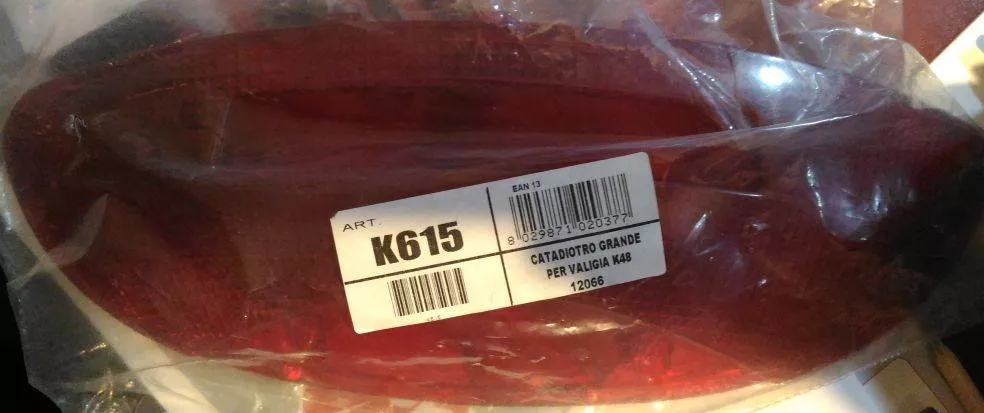 ART.
K615
EAN 13
8 029871 020377
CATADIOTRO GRANDE
PER VALIGIA K48
12066